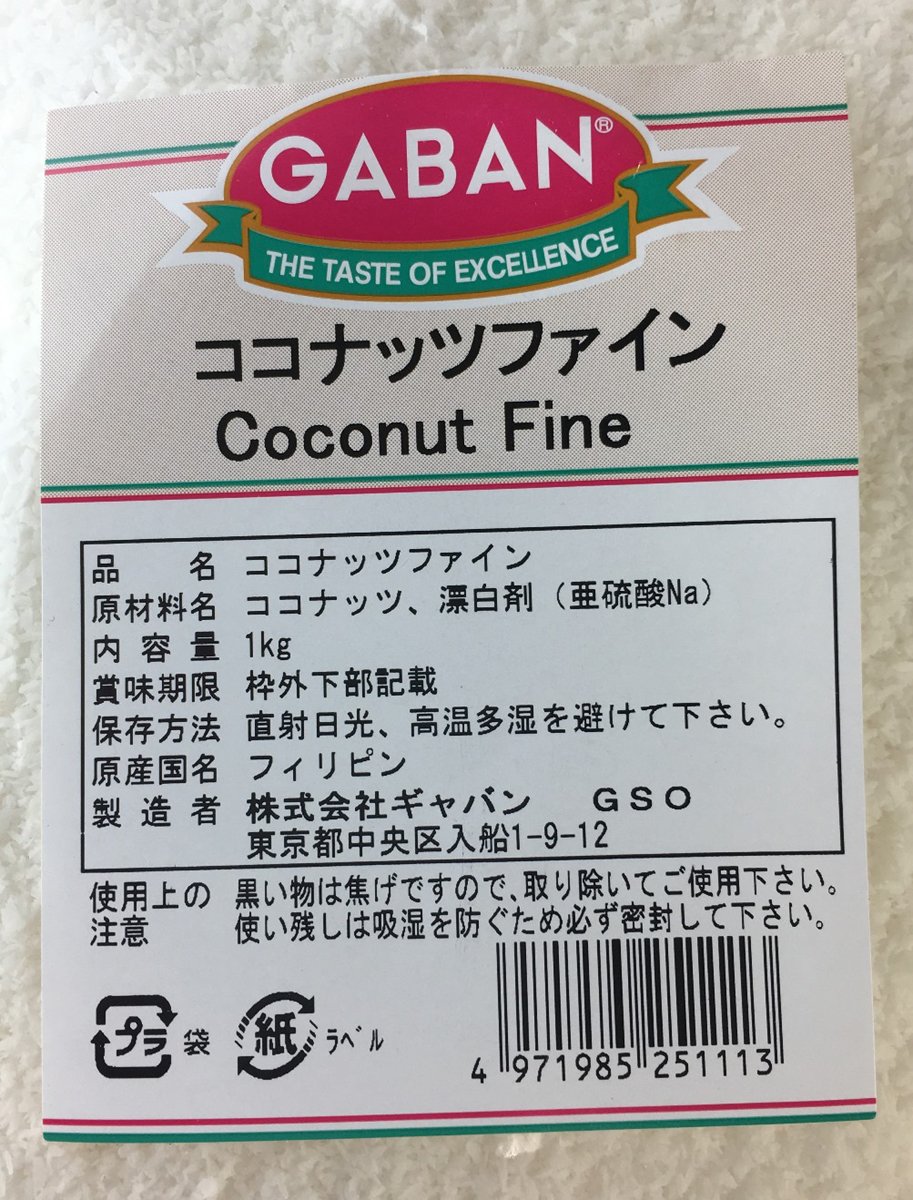 GABAN®
THE TASTE OF EXCELLENCE
ココナッツファイン
Coconut Fine
品名 ココナッツファイン
原材料名 ココナッツ、漂白剤（亜硫酸Na）
内容量 1kg
賞味期限 枠外下部記載
保存方法 直射日光、高温多湿を避けて下さい。
原産国名 フィリピン
製造者 株式会社ギャバン GSO
東京都中央区入船1-9-12
使用上の 黒い物は焦げですので、取り除いてご使用下さい。
注意 使い残しは吸湿を防ぐため必ず密封して下さい。
プラ 袋 紙 ラベル
4 971985 251113